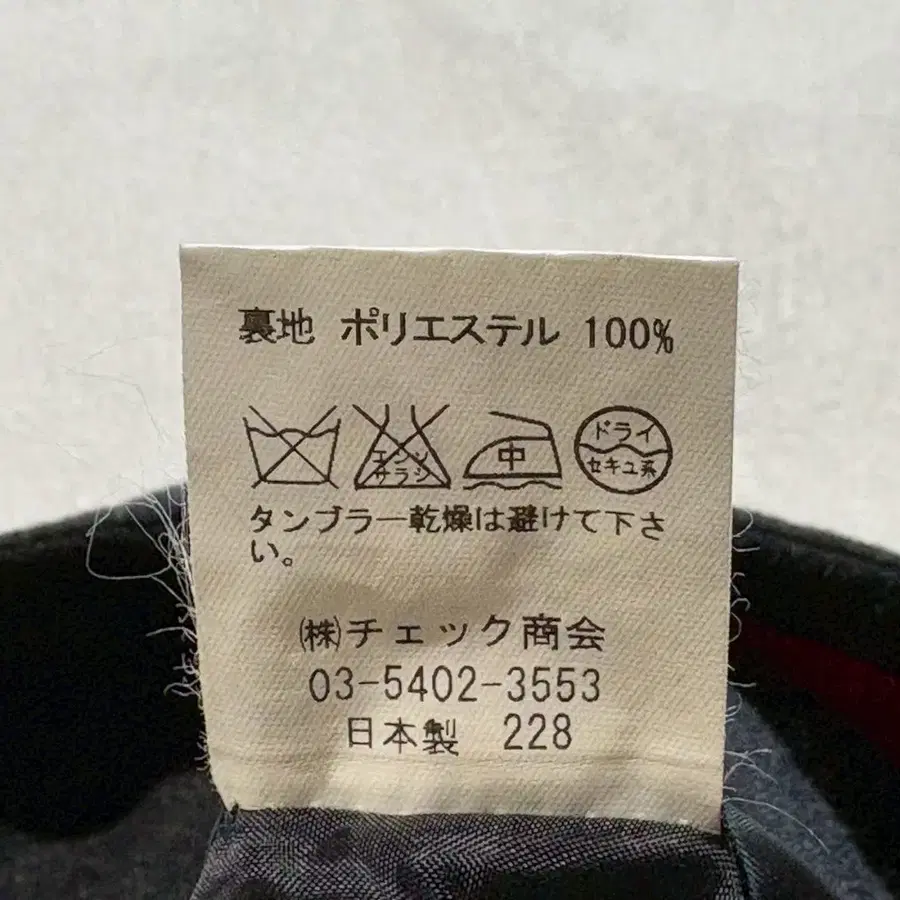 裏地 ポリエステル 100%
エンソ
サラシ
中
ドライ
セキユ系
タンブラー乾燥は避けて下さ
い。
㈱チェック商会
03-5402-3553
日本製 228